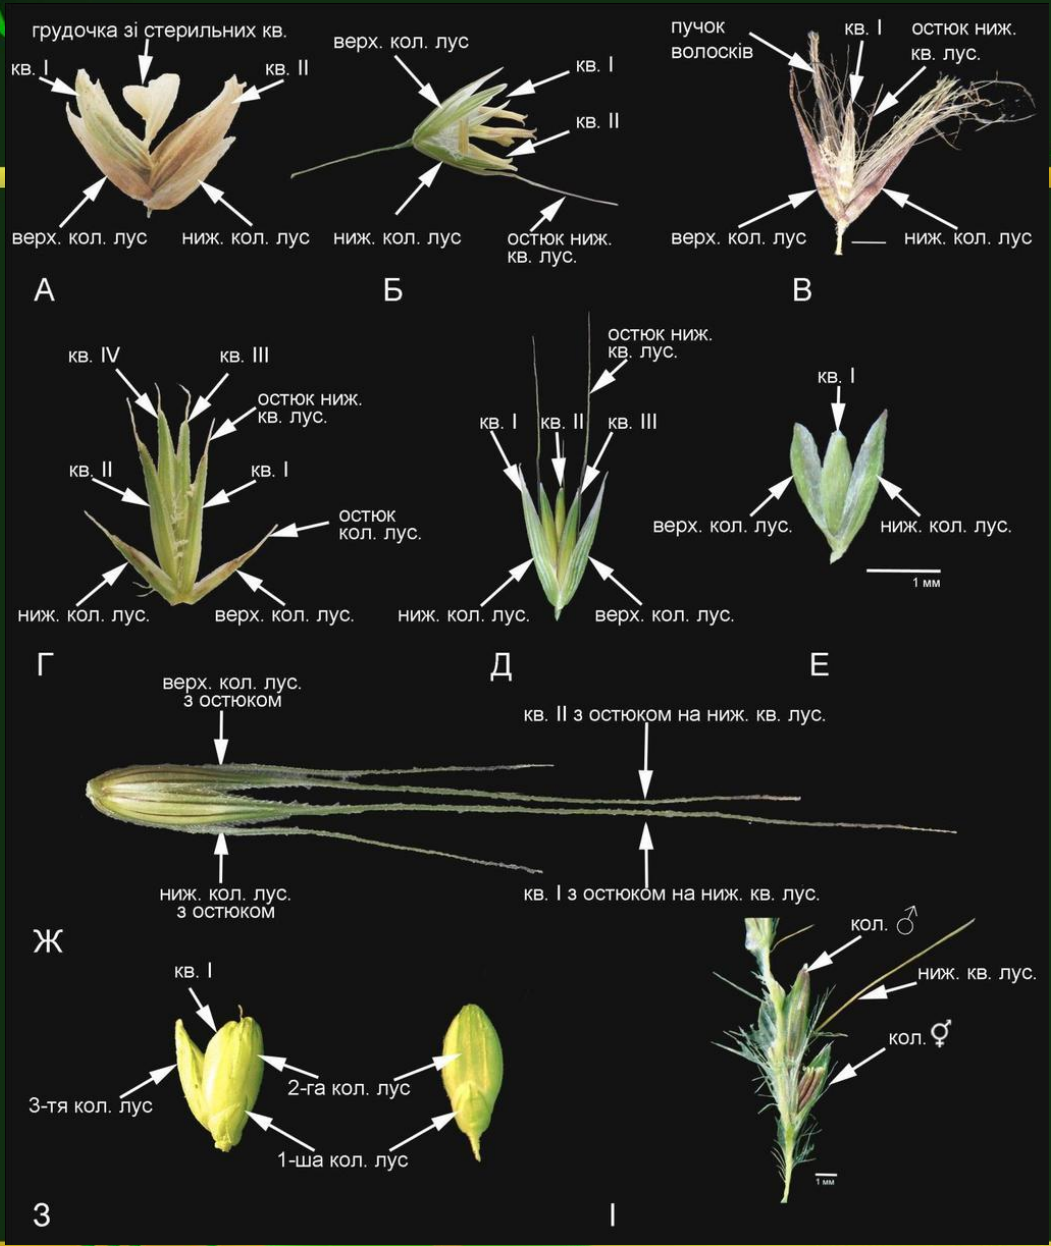 грудочка зі стерильних кв.
кв. I
кв. II
верх. кол. лус
ниж. кол. лус
А
верх. кол. лус
кв. I
кв. II
ниж. кол. лус
остюк ниж.
кв. лус.
Б
пучок
волосків
кв. I
остюк ниж.
кв. лус.
верх. кол. лус
ниж. кол. лус
В
кв. IV
кв. III
остюк ниж.
кв. лус.
кв. II
кв. I
остюк
кол. лус.
ниж. кол. лус.
верх. кол. лус.
Г
остюк ниж.
кв. лус.
кв. I
кв. II
кв. III
ниж. кол. лус.
верх. кол. лус.
Д
кв. I
верх. кол. лус.
ниж. кол. лус.
1 мм
Е
верх. кол. лус.
з остюком
кв. II з остюком на ниж. кв. лус.
ниж. кол. лус.
з остюком
кв. I з остюком на ниж. кв. лус.
Ж
кв. I
3-тя кол. лус
2-га кол. лус
1-ша кол. лус
З
кол. ♂
ниж. кв. лус.
кол. ⚥
1 мм
І